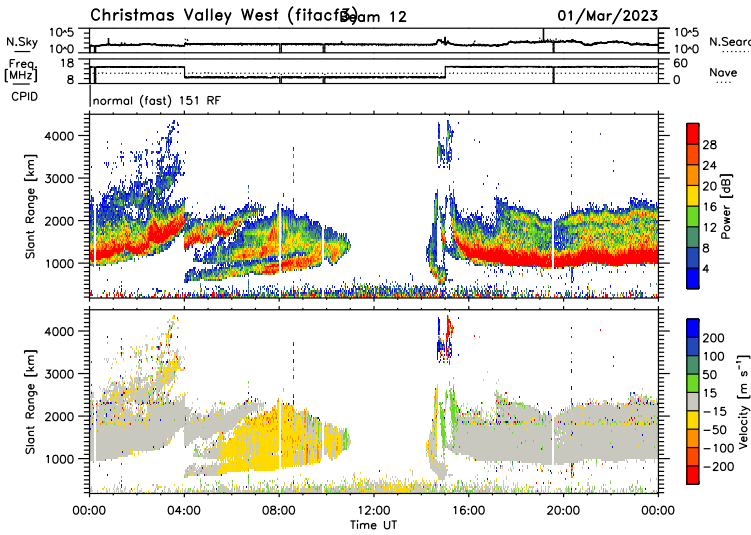 Christmas Valley West (fitacf3) Beam 12 01/Mar/2023
N.Sky 10^5 10^0 10^5 10^0 N.Searc
Freq. [MHz] 18 8 60 0 Nave
CPID normal (fast) 151 RF
Slant Range [km]
4000
3000
2000
1000
28
24
20
16
12
8
4
Power [dB]
Slant Range [km]
4000
3000
2000
1000
200
100
50
15
-15
-50
-100
-200
Velocity [m s⁻¹]
00:00 04:00 08:00 12:00 16:00 20:00 00:00
Time UT